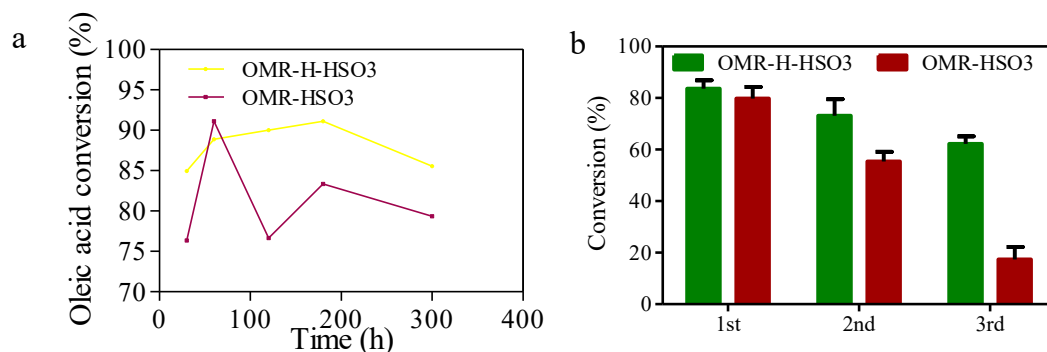 a
Oleic acid conversion (%)
100
95
90
85
80
75
70
0
100
200
300
400
Time (h)
OMR-H-HSO3
OMR-HSO3
b
Conversion (%)
100
80
60
40
20
0
1st
2nd
3rd
OMR-H-HSO3
OMR-HSO3